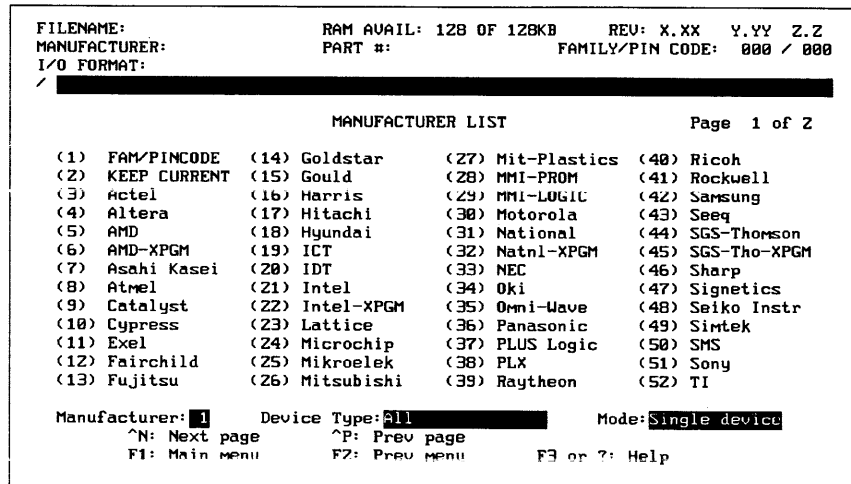 FILENAME: RAM AVAIL: 128 OF 128KB REV: X.XX Y.YY Z.Z
MANUFACTURER: PART #: FAMILY/PIN CODE: 000 / 000
I/O FORMAT:
/
MANUFACTURER LIST Page 1 of 2
(1) FAM/PINCODE (14) Goldstar (27) Mit-Plastics (40) Ricoh
(2) KEEP CURRENT (15) Gould (28) MMI-PROM (41) Rockwell
(3) Actel (16) Harris (29) MMI-LOGIC (42) Samsung
(4) Altera (17) Hitachi (30) Motorola (43) Seeq
(5) AMD (18) Hyundai (31) National (44) SGS-Thomson
(6) AMD-XPGM (19) ICT (32) Natnl-XPGM (45) SGS-Tho-XPGM
(7) Asahi Kasei (20) IDT (33) NEC (46) Sharp
(8) Atmel (21) Intel (34) Oki (47) Signetics
(9) Catalyst (22) Intel-XPGM (35) Omni-Wave (48) Seiko Instr
(10) Cypress (23) Lattice (36) Panasonic (49) Simtek
(11) Exel (24) Microchip (37) PLUS Logic (50) SMS
(12) Fairchild (25) Mikroelek (38) PLX (51) Sony
(13) Fujitsu (26) Mitsubishi (39) Raytheon (52) TI
Manufacturer: 1 Device Type: All Mode: Single device
^N: Next page ^P: Prev page
F1: Main menu F2: Prev menu F3 or ?: Help